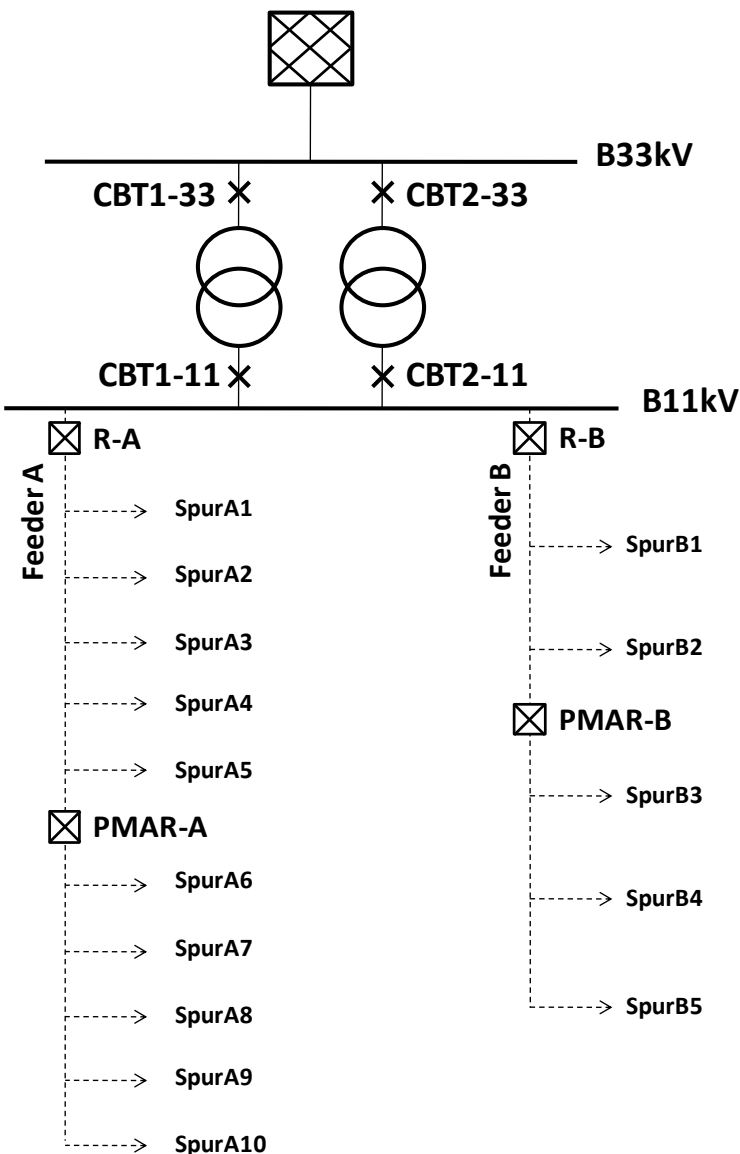 B33kV
CBT1-33
CBT2-33
CBT1-11
CBT2-11
B11kV
R-A
R-B
Feeder A
Feeder B
SpurA1
SpurB1
SpurA2
SpurA3
SpurB2
SpurA4
PMAR-B
SpurA5
SpurB3
PMAR-A
SpurA6
SpurB4
SpurA7
SpurB5
SpurA8
SpurA9
SpurA10